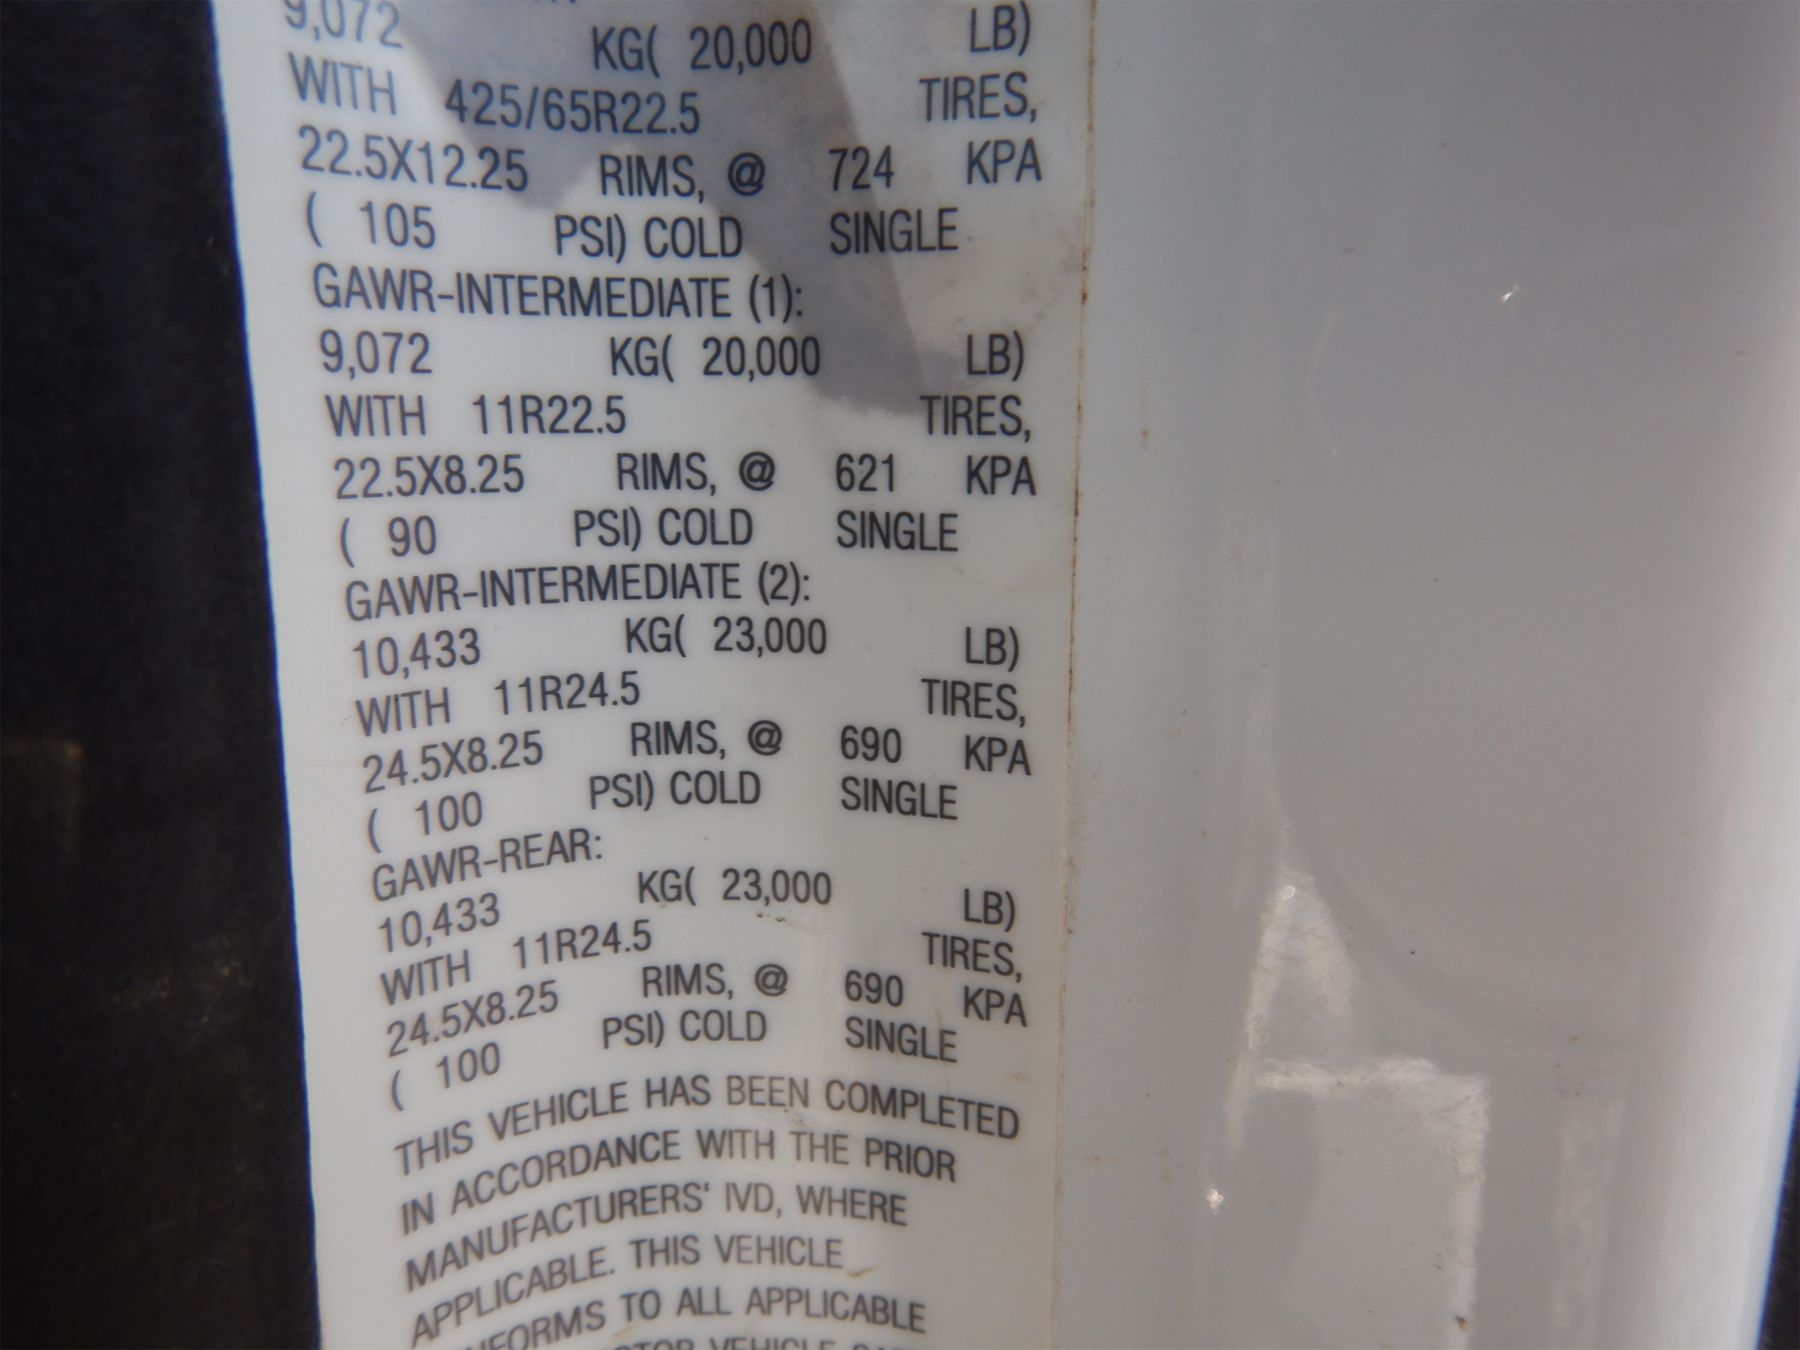 9,072 KG( 20,000 LB)
WITH 425/65R22.5 TIRES,
22.5X12.25 RIMS, @ 724 KPA
( 105 PSI) COLD SINGLE
GAWR-INTERMEDIATE (1):
9,072 KG( 20,000 LB)
WITH 11R22.5 TIRES,
22.5X8.25 RIMS, @ 621 KPA
( 90 PSI) COLD SINGLE
GAWR-INTERMEDIATE (2):
10,433 KG( 23,000 LB)
WITH 11R24.5 TIRES,
24.5X8.25 RIMS, @ 690 KPA
( 100 PSI) COLD SINGLE
GAWR-REAR:
10,433 KG( 23,000 LB)
WITH 11R24.5 TIRES,
24.5X8.25 RIMS, @ 690 KPA
( 100 PSI) COLD SINGLE
THIS VEHICLE HAS BEEN COMPLETED
IN ACCORDANCE WITH THE PRIOR
MANUFACTURERS' IVD, WHERE
APPLICABLE. THIS VEHICLE
TO ALL APPLICABLE
VEHICLE